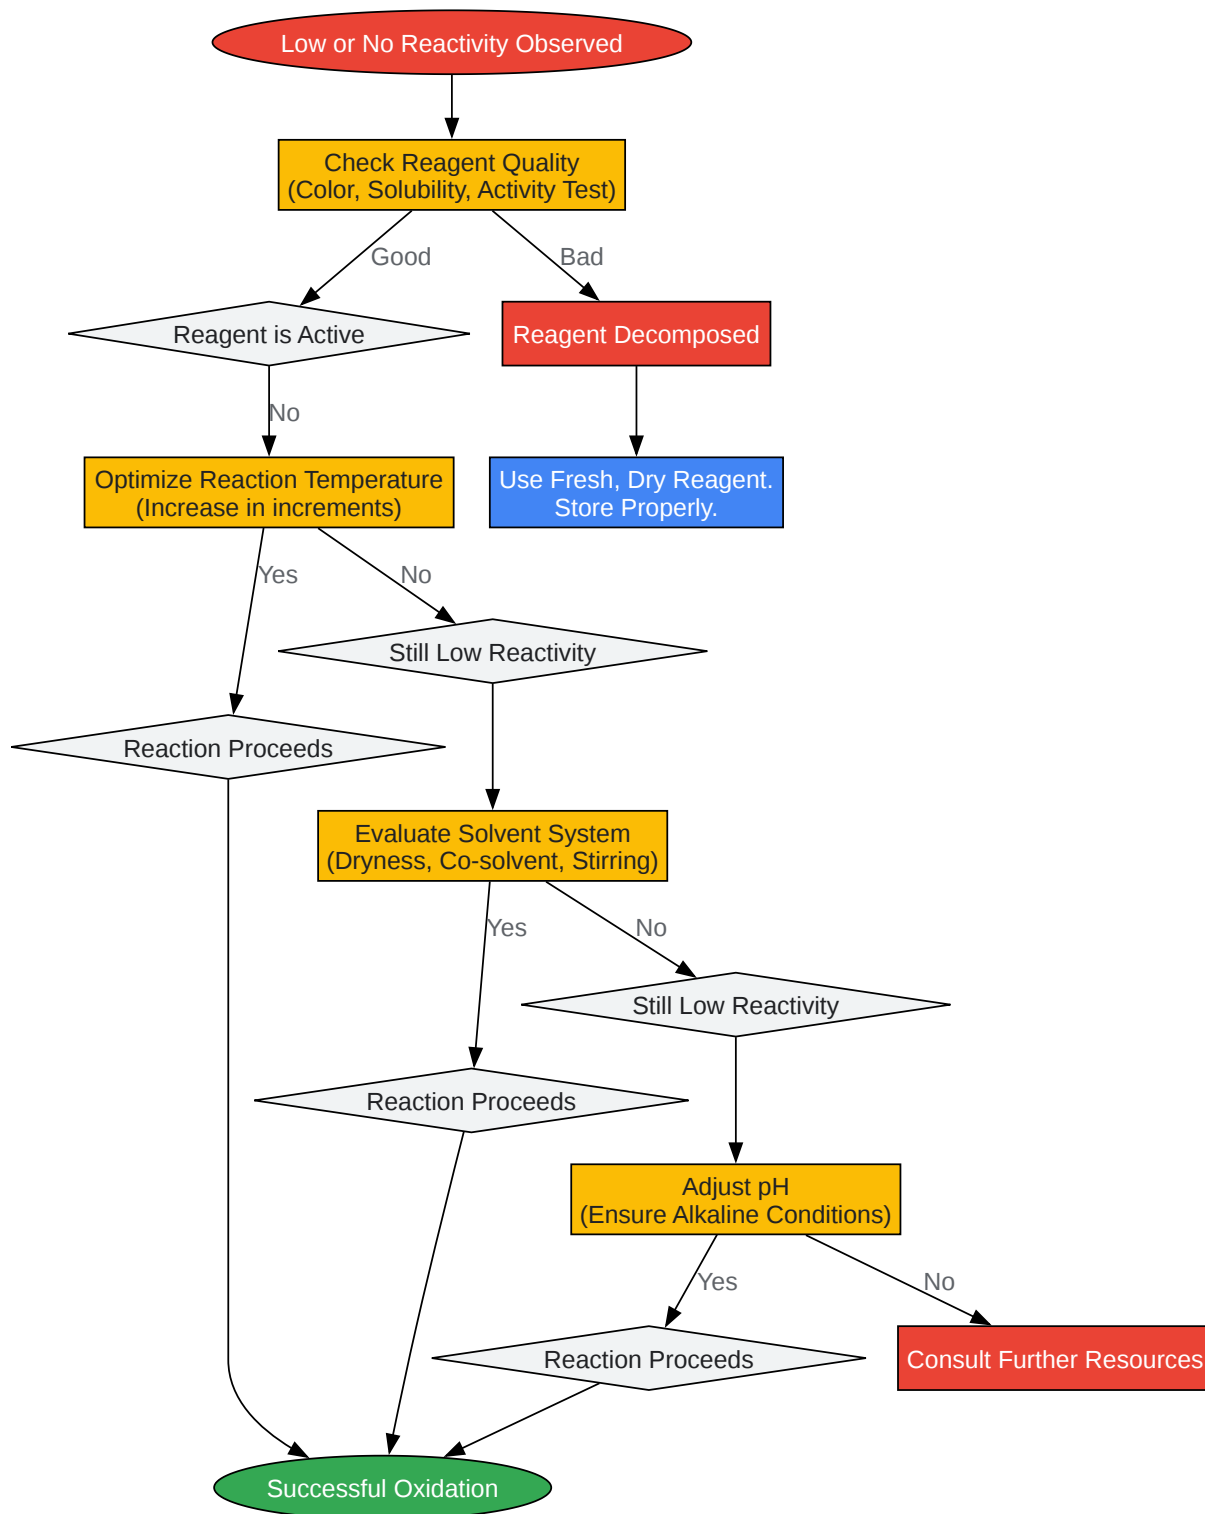 Low or No Reactivity Observed
Check Reagent Quality
(Color, Solubility, Activity Test)
Good
Bad
Reagent is Active
Reagent Decomposed
No
Optimize Reaction Temperature
(Increase in increments)
Use Fresh, Dry Reagent.
Store Properly.
Yes
No
Still Low Reactivity
Reaction Proceeds
Evaluate Solvent System
(Dryness, Co-solvent, Stirring)
Yes
No
Still Low Reactivity
Reaction Proceeds
Adjust pH
(Ensure Alkaline Conditions)
Yes
No
Reaction Proceeds
Consult Further Resources
Successful Oxidation